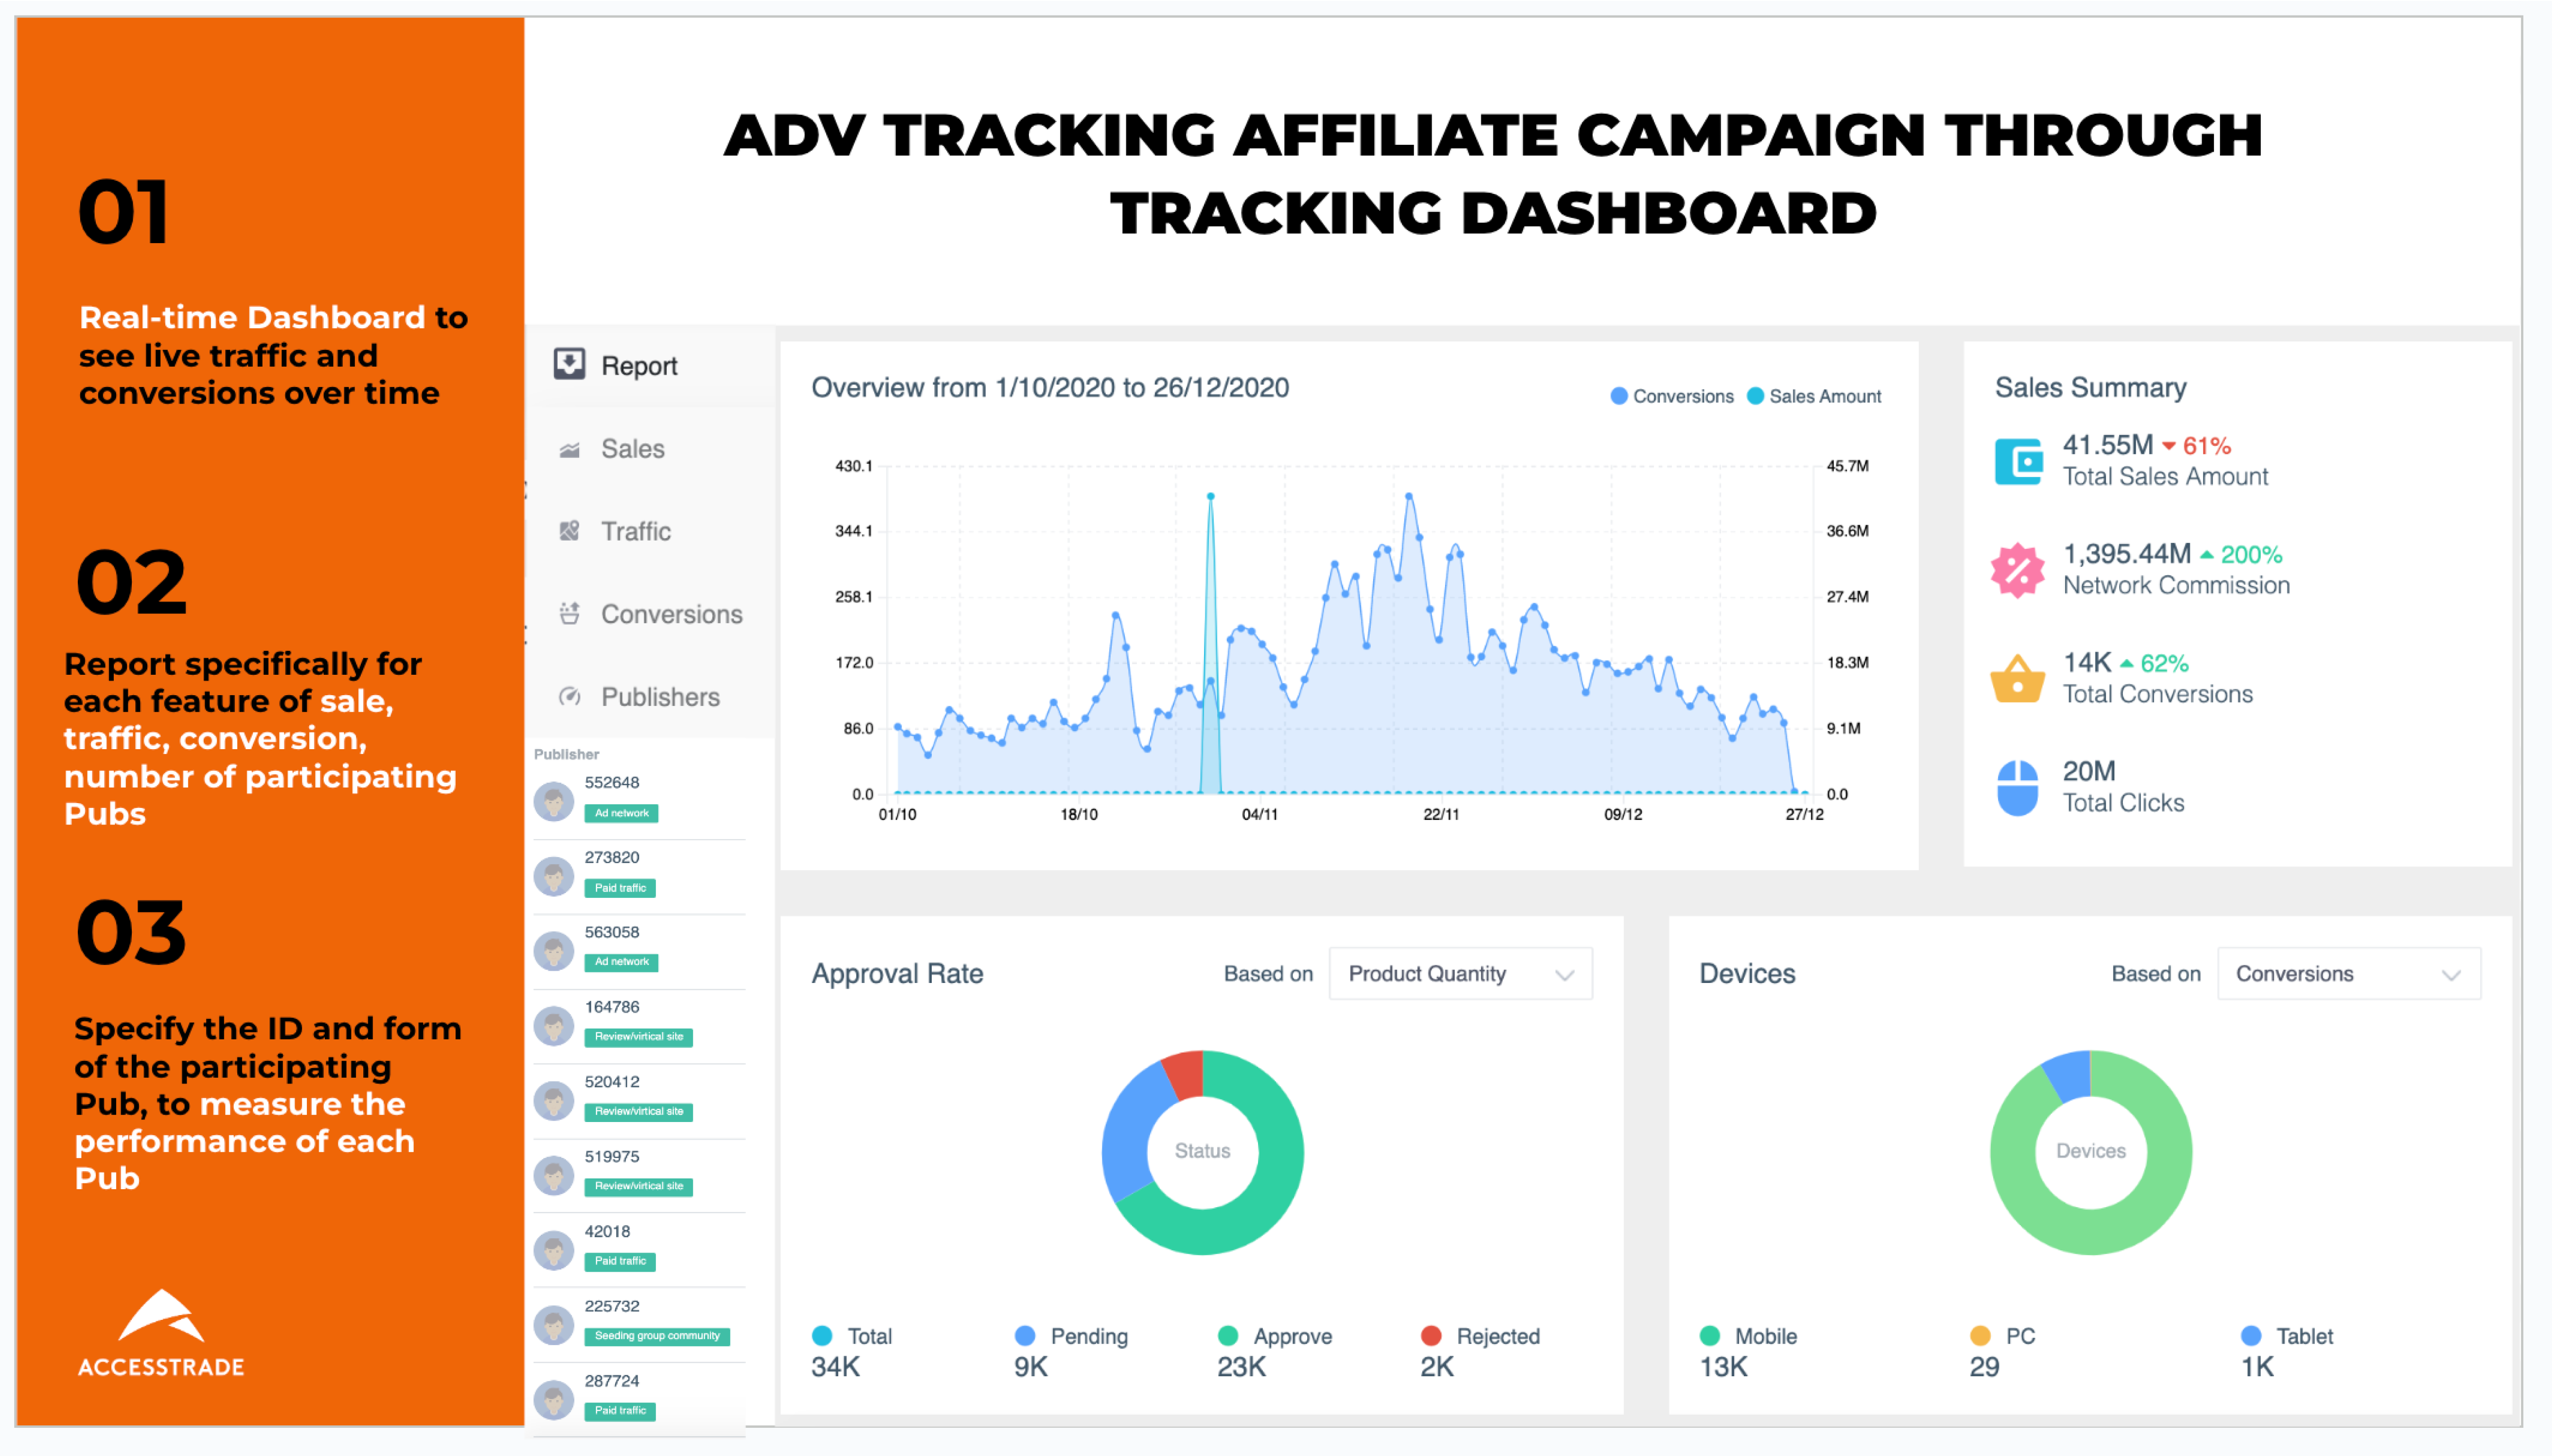 ADV TRACKING AFFILIATE CAMPAIGN THROUGH
TRACKING DASHBOARD
01
Real-time Dashboard to
see live traffic and
conversions over time
02
Report specifically for
each feature of sale,
traffic, conversion,
number of participating
Pubs
03
Specify the ID and form
of the participating
Pub, to measure the
performance of each
Pub
ACCESSTRADE
Report
Sales
Traffic
Conversions
Publishers
Publisher
552648
Ad network
273820
Paid traffic
563058
Ad network
164786
Review/virtical site
520412
Review/virtical site
519975
Review/virtical site
42018
Paid traffic
225732
Seeding group community
287724
Paid traffic
Overview from 1/10/2020 to 26/12/2020
Conversions Sales Amount
430.1 45.7M
344.1 36.6M
258.1 27.4M
172.0 18.3M
86.0 9.1M
0.0 0.0
01/10 18/10 04/11 22/11 09/12 27/12
Sales Summary
41.55M 61%
Total Sales Amount
1,395.44M 200%
Network Commission
14K 62%
Total Conversions
20M
Total Clicks
Approval Rate Based on Product Quantity
Status
Total Pending Approve Rejected
34K 9K 23K 2K
Devices Based on Conversions
Devices
Mobile PC Tablet
13K 29 1K